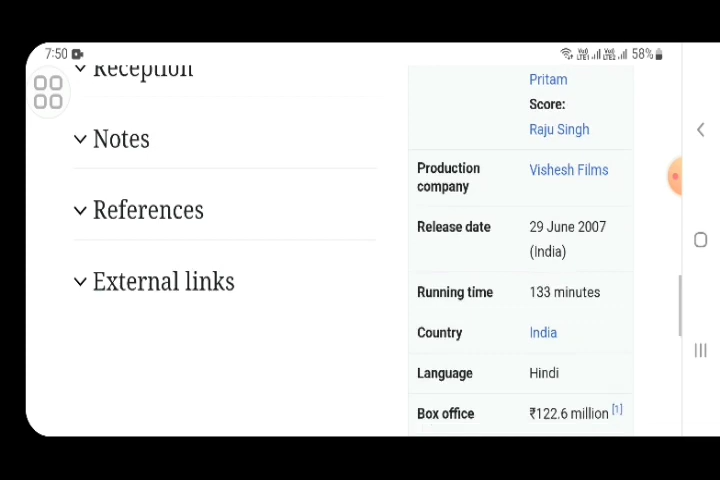 7:50
58%
Reception
Notes
References
External links
Pritam
Score:
Raju Singh
Production
company
Vishesh Films
Release date
29 June 2007
(India)
Running time
133 minutes
Country
India
Language
Hindi
Box office
₹122.6 million [1]